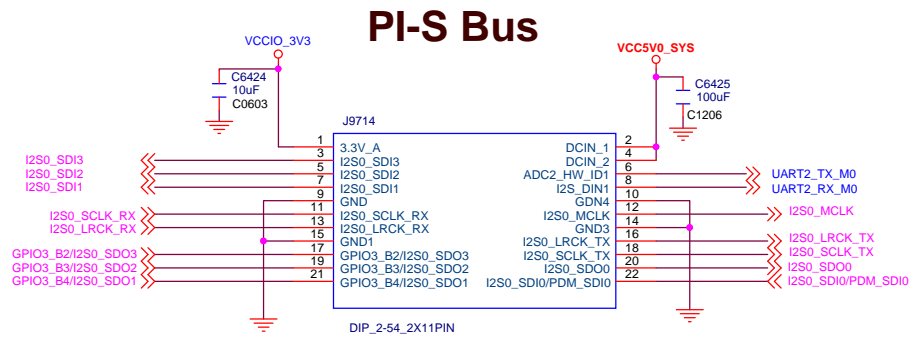 PI-S Bus
VCCIO_3V3
VCC5V0_SYS
C6424
10uF
C0603
C6425
100uF
C1206
J9714
1 3.3V_A DCIN_1 2
I2S0_SDI3 3 I2S0_SDI3 DCIN_2 4
I2S0_SDI2 5 I2S0_SDI2 ADC2_HW_ID1 6 UART2_TX_M0
I2S0_SDI1 7 I2S0_SDI1 I2S_DIN1 8 UART2_RX_M0
9 GND GDN4 10
I2S0_SCLK_RX 11 I2S0_SCLK_RX I2S0_MCLK 12 I2S0_MCLK
I2S0_LRCK_RX 13 I2S0_LRCK_RX GND3 14
15 GND1 I2S0_LRCK_TX 16 I2S0_LRCK_TX
GPIO3_B2/I2S0_SDO3 17 GPIO3_B2/I2S0_SDO3 I2S0_SCLK_TX 18 I2S0_SCLK_TX
GPIO3_B3/I2S0_SDO2 19 GPIO3_B3/I2S0_SDO2 I2S0_SDO0 20 I2S0_SDO0
GPIO3_B4/I2S0_SDO1 21 GPIO3_B4/I2S0_SDO1 I2S0_SDI0/PDM_SDI0 22 I2S0_SDI0/PDM_SDI0
DIP_2-54_2X11PIN